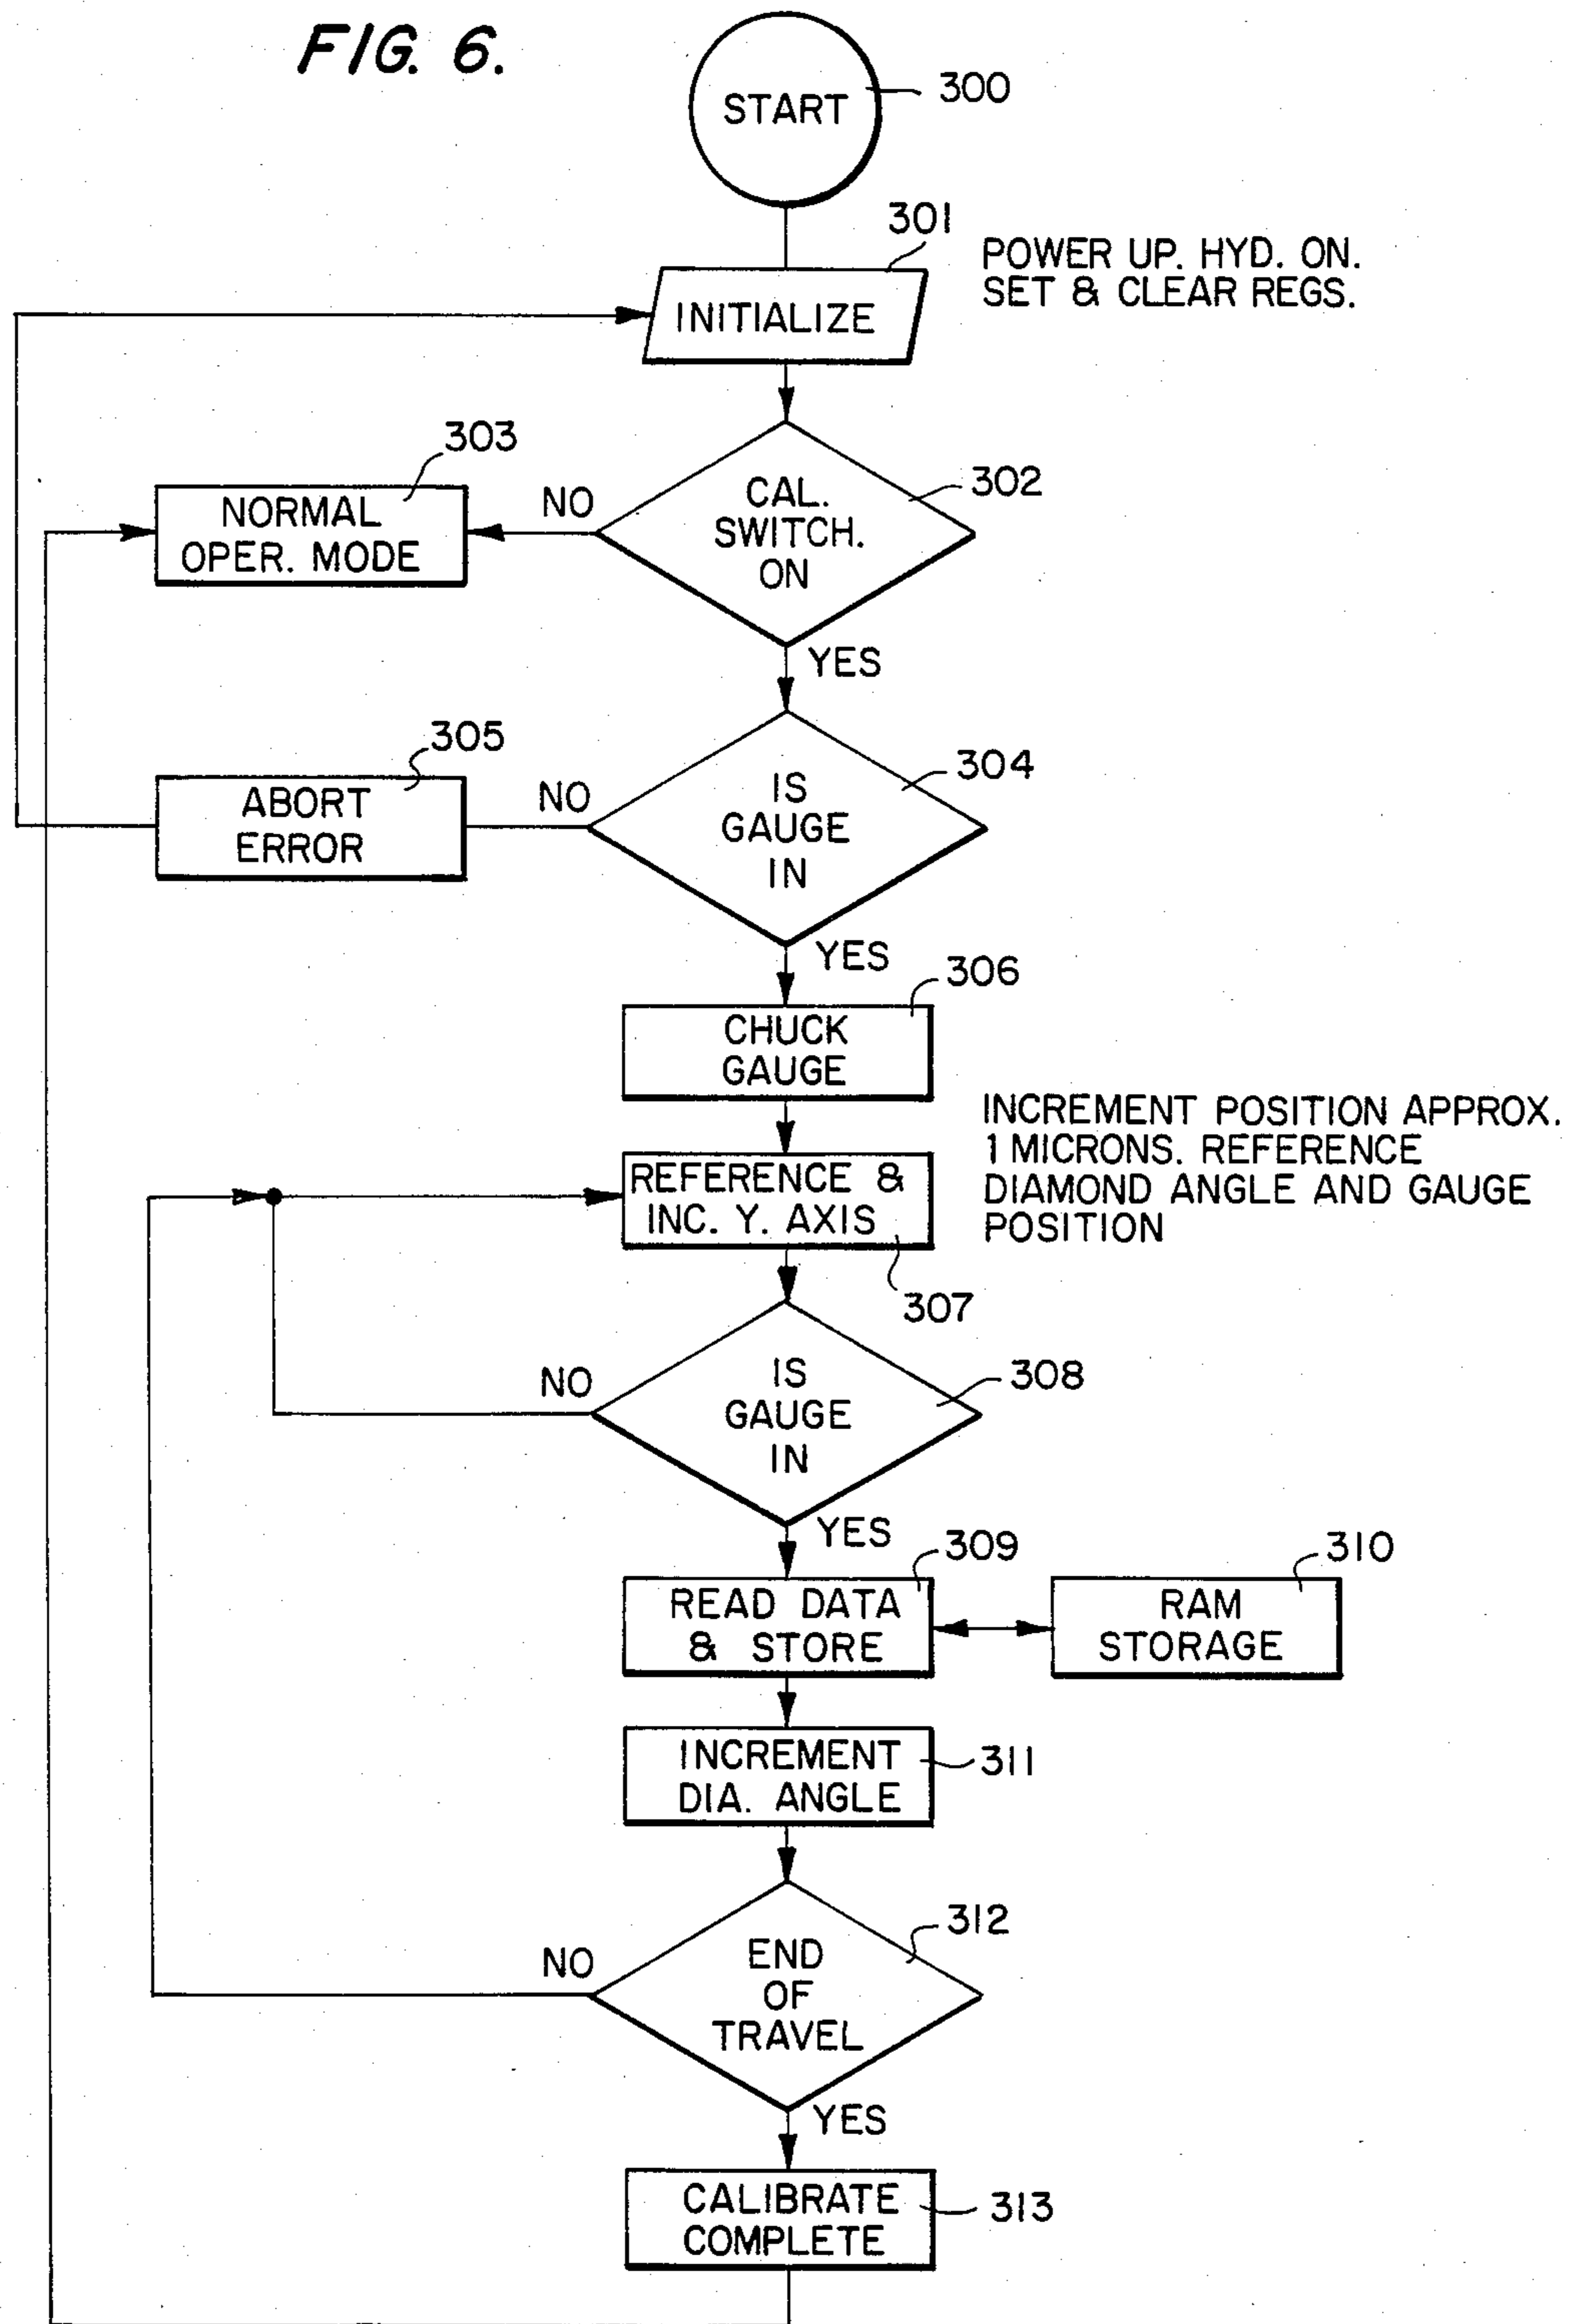 FIG. 6.
START
300
301
POWER UP. HYD. ON.
SET & CLEAR REGS.
INITIALIZE
303
302
NORMAL
OPER. MODE
NO
CAL.
SWITCH.
ON
YES
305
304
ABORT
ERROR
NO
IS
GAUGE
IN
YES
306
CHUCK
GAUGE
INCREMENT POSITION APPROX.
1 MICRONS. REFERENCE
DIAMOND ANGLE AND GAUGE
POSITION
REFERENCE &
INC. Y. AXIS
307
NO
IS
GAUGE
IN
308
YES
309
310
READ DATA
& STORE
RAM
STORAGE
INCREMENT
DIA. ANGLE
311
312
NO
END
OF
TRAVEL
YES
CALIBRATE
COMPLETE
313